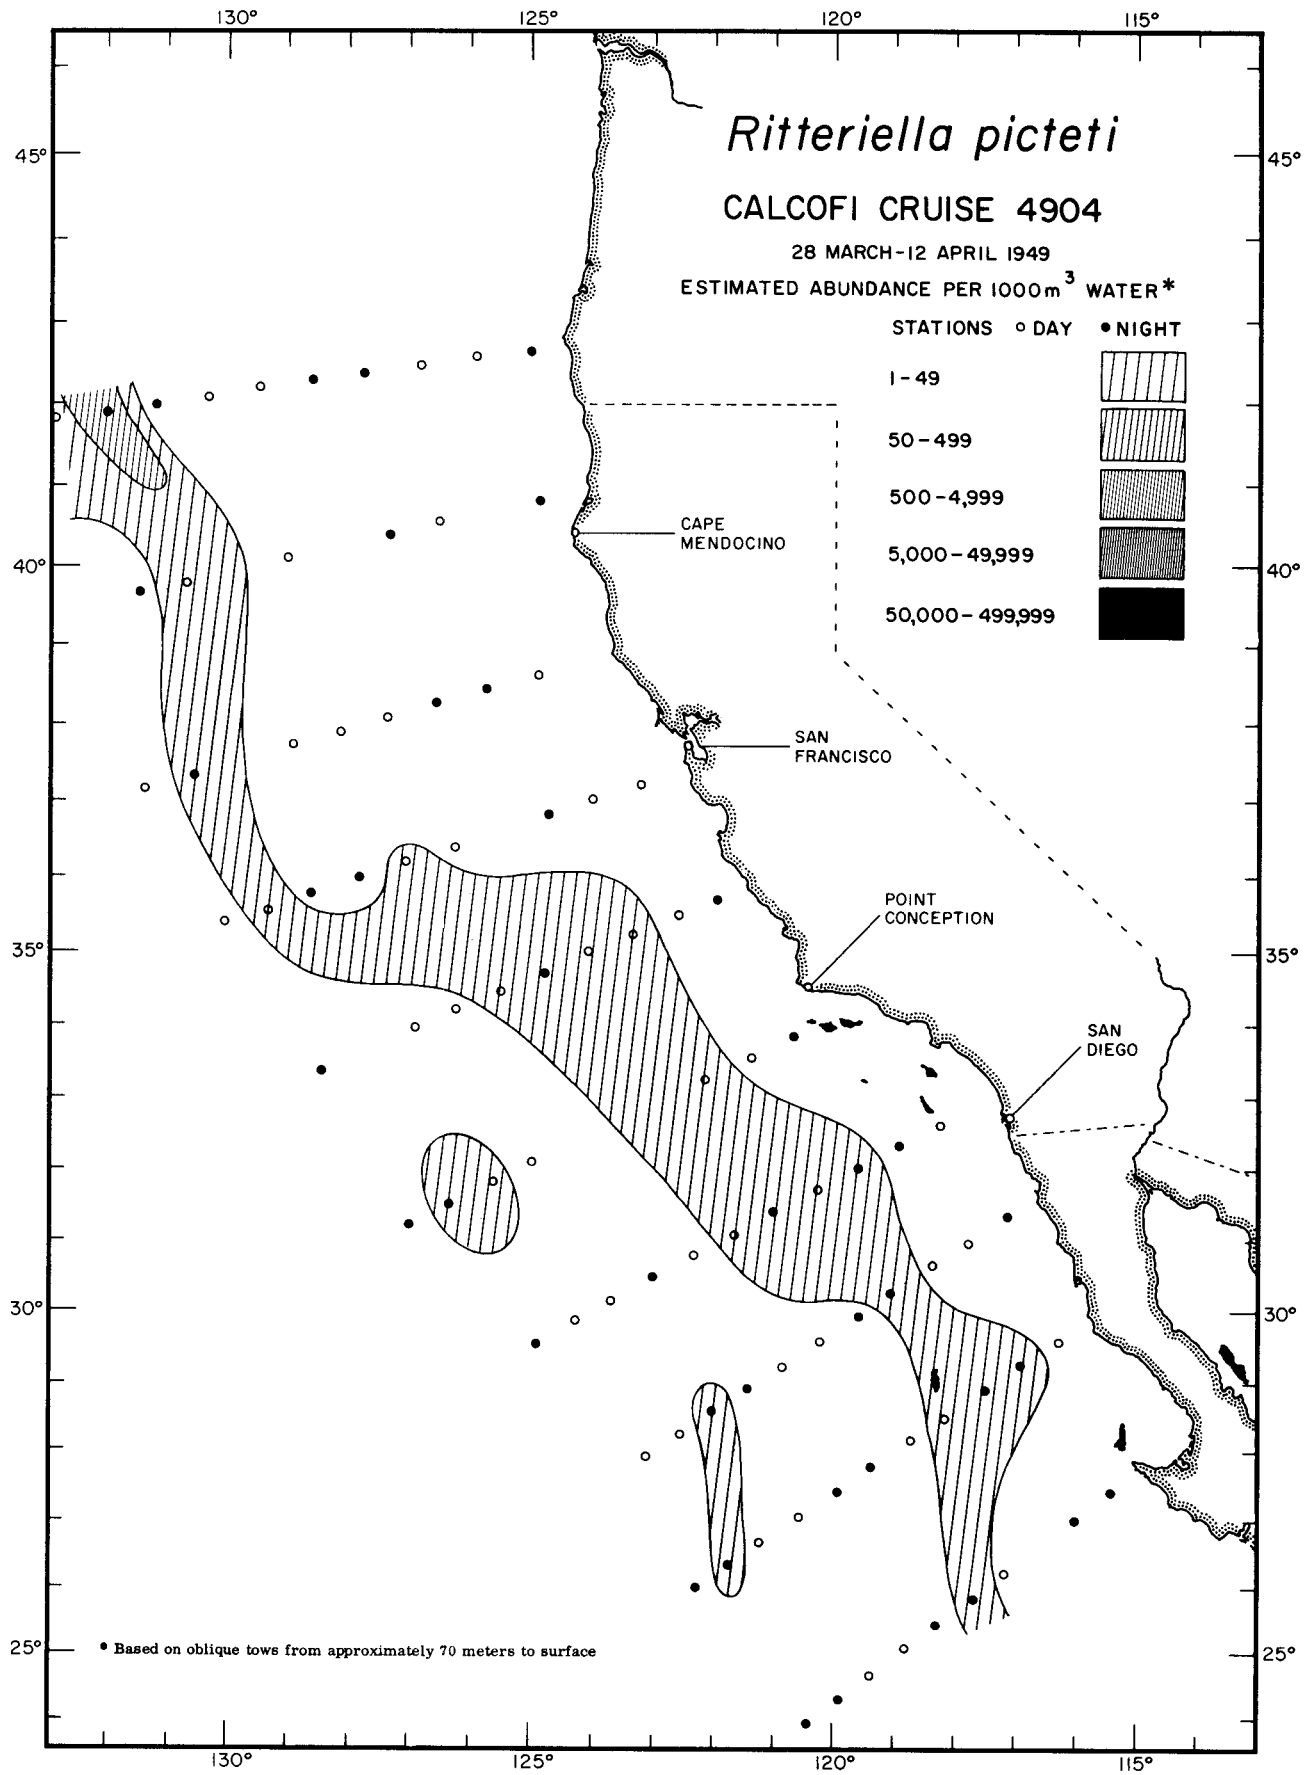 130° 125° 120° 115°
Ritteriella picteti
45° 45°
CALCOFI CRUISE 4904
28 MARCH-12 APRIL 1949
ESTIMATED ABUNDANCE PER 1000m³ WATER*
STATIONS ○ DAY ● NIGHT
1-49
50-499
500-4,999
5,000-49,999
50,000-499,999
CAPE
MENDOCINO
40° 40°
SAN
FRANCISCO
POINT
CONCEPTION
35° 35°
SAN
DIEGO
30° 30°
25° • Based on oblique tows from approximately 70 meters to surface 25°
130° 125° 120° 115°